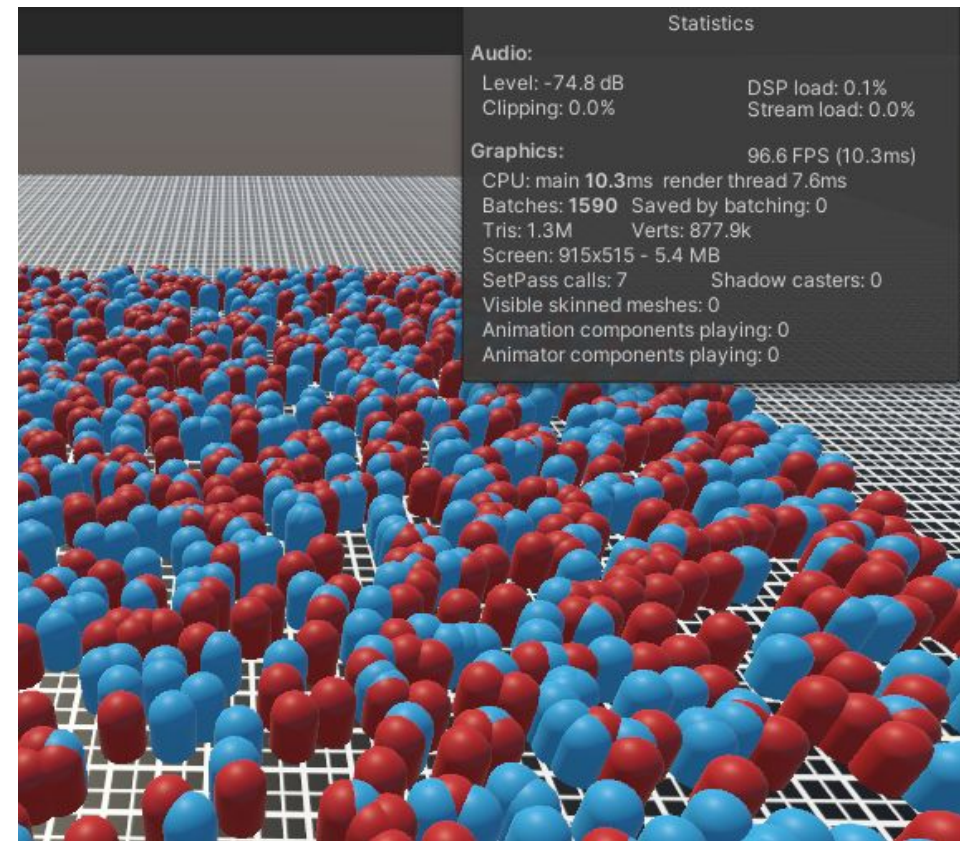 Statistics
Audio:
Level: -74.8 dB DSP load: 0.1%
Clipping: 0.0% Stream load: 0.0%
Graphics: 96.6 FPS (10.3ms)
CPU: main 10.3ms render thread 7.6ms
Batches: 1590 Saved by batching: 0
Tris: 1.3M Verts: 877.9k
Screen: 915x515 - 5.4 MB
SetPass calls: 7 Shadow casters: 0
Visible skinned meshes: 0
Animation components playing: 0
Animator components playing: 0